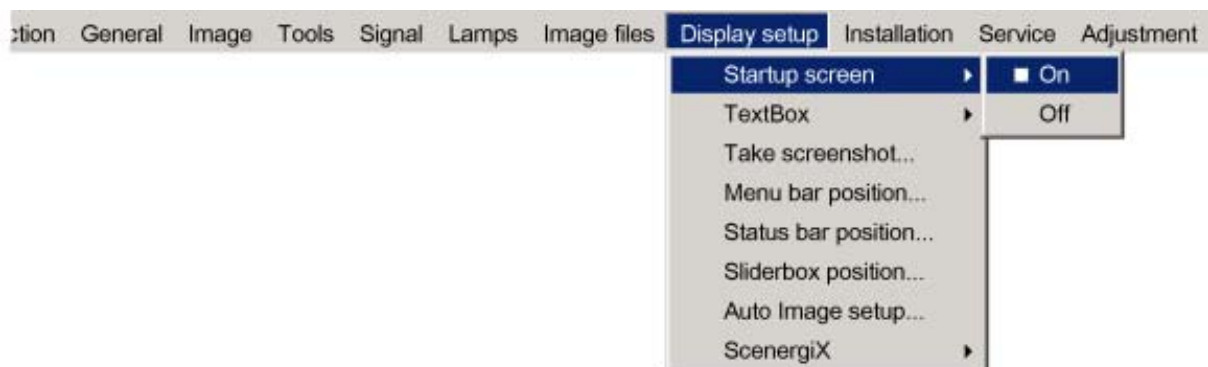 General Image Tools Signal Lamps Image files Display setup Installation Service Adjustment
Startup screen On
TextBox Off
Take screenshot...
Menu bar position...
Status bar position...
Sliderbox position...
Auto Image setup...
ScenergiX